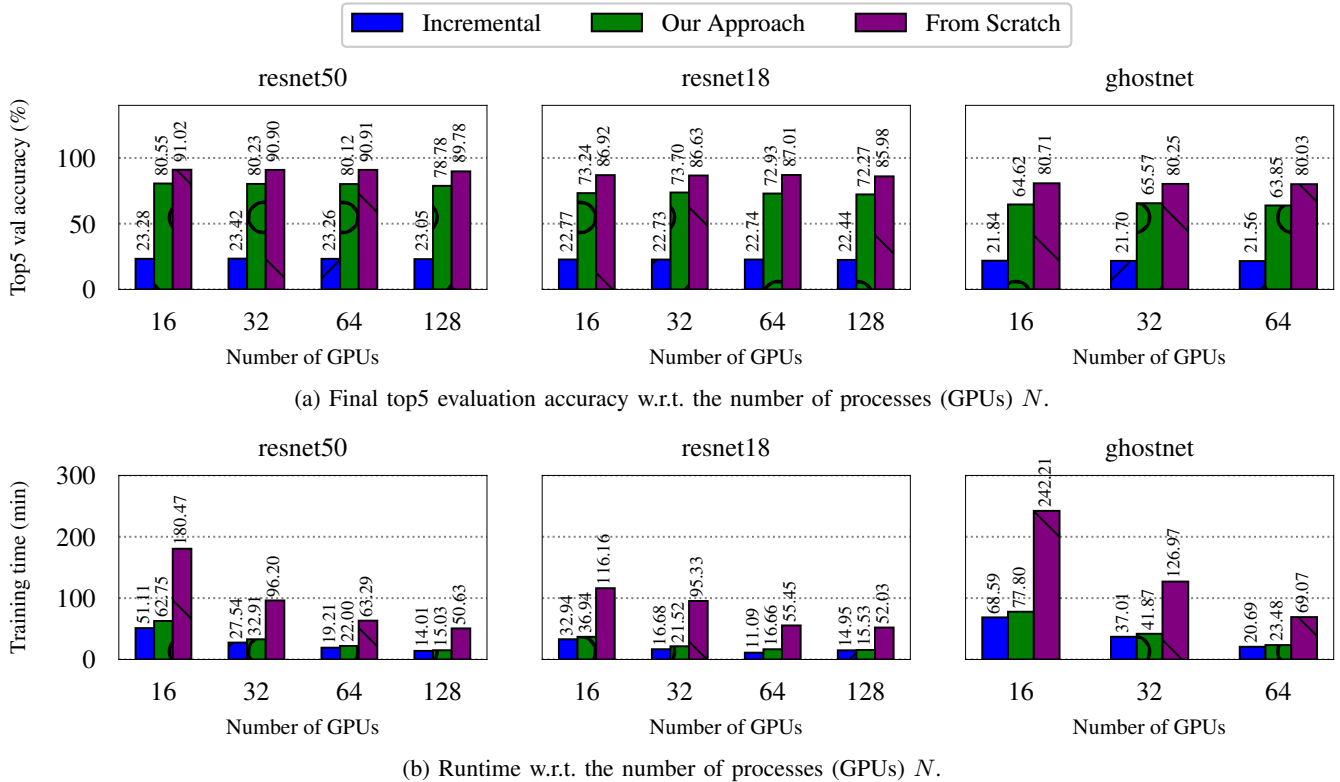 Incremental Our Approach From Scratch
resnet50 resnet18 ghostnet
Top5 val accuracy (%)
100
50
0
23.28 80.55 91.02 23.42 80.23 90.90 23.26 80.12 90.91 23.05 78.78 89.78
22.77 73.24 86.92 22.73 73.70 86.63 22.74 72.93 87.01 22.44 72.27 85.98
21.84 64.62 80.71 21.70 65.57 80.25 21.56 63.85 80.03
16 32 64 128 16 32 64 128 16 32 64
Number of GPUs Number of GPUs Number of GPUs
(a) Final top5 evaluation accuracy w.r.t. the number of processes (GPUs) N.
resnet50 resnet18 ghostnet
Training time (min)
300
200
100
0
51.11 62.75 180.47 27.54 32.91 96.20 19.21 22.00 63.29 14.01 15.03 50.63
32.94 36.94 116.16 16.68 21.52 95.33 11.09 16.66 55.45 14.95 15.53 52.03
68.59 77.80 242.21 37.01 41.87 126.97 20.69 23.48 69.07
16 32 64 128 16 32 64 128 16 32 64
Number of GPUs Number of GPUs Number of GPUs
(b) Runtime w.r.t. the number of processes (GPUs) N.